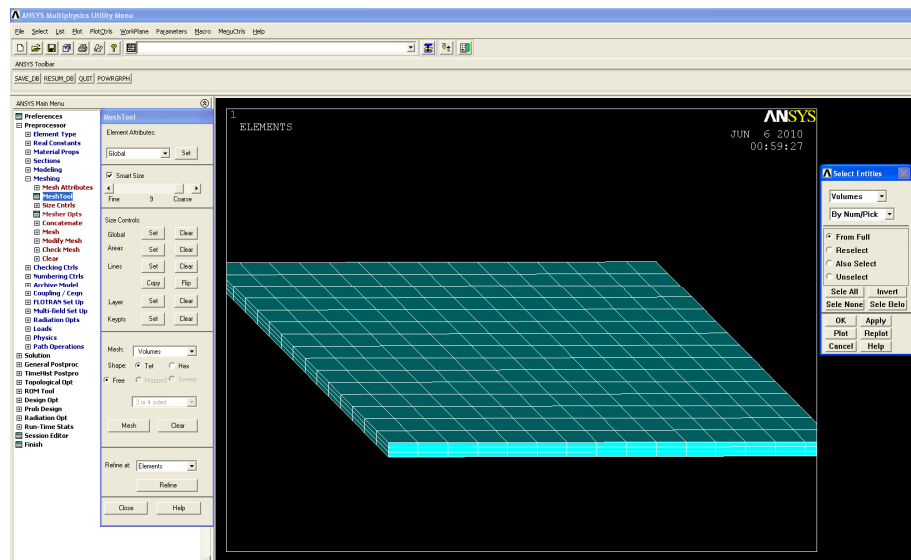 ANSYS Multiphysics Utility Menu
File Select List Plot PlotCtrls WorkPlane Parameters Macro MenuCtrls Help
ANSYS Toolbar
SAVE_DB RESUM_DB QUIT POWRGRPH
ANSYS Main Menu
Preferences
Preprocessor
Element Type
Real Constants
Material Props
Sections
Modeling
Meshing
Mesh Attributes
MeshTool
Size Cntrls
Mesher Opts
Concatenate
Mesh
Modify Mesh
Check Mesh
Clear
Checking Ctrls
Numbering Ctrls
Archive Model
Coupling / Ceqn
FLOTRAN Set Up
Multi-field Set Up
Radiation Opts
Loads
Physics
Path Operations
Solution
General Postproc
TimeHist Postpro
Topological Opt
ROM Tool
Design Opt
Prob Design
Radiation Opt
Run-Time Stats
Session Editor
Finish
MeshTool
Element Attributes:
Global Set
Smart Size
Fine 9 Coarse
Size Controls:
Global Set Clear
Areas Set Clear
Lines Set Clear
Copy Flip
Layer Set Clear
Keypts Set Clear
Mesh: Volumes
Shape: Tet Hex
Free Mapped Sweep
3 or 4 sided
Mesh Clear
Refine at: Elements
Refine
Close Help
1
ELEMENTS
ANSYS
JUN 6 2010
00:59:27
Select Entities
Volumes
By Num/Pick
From Full
Reselect
Also Select
Unselect
Sele All Invert
Sele None Sele Belo
OK Apply
Plot Replot
Cancel Help